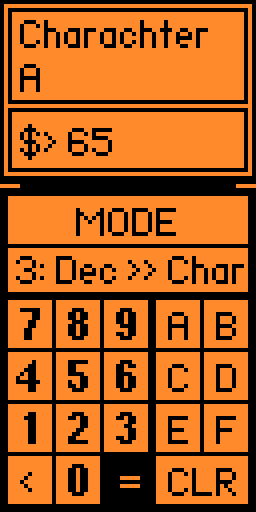 Charachter
A
$> 65
MODE
3: Dec >> Char
7 8 9 A B
4 5 6 C D
1 2 3 E F
< 0 = CLR